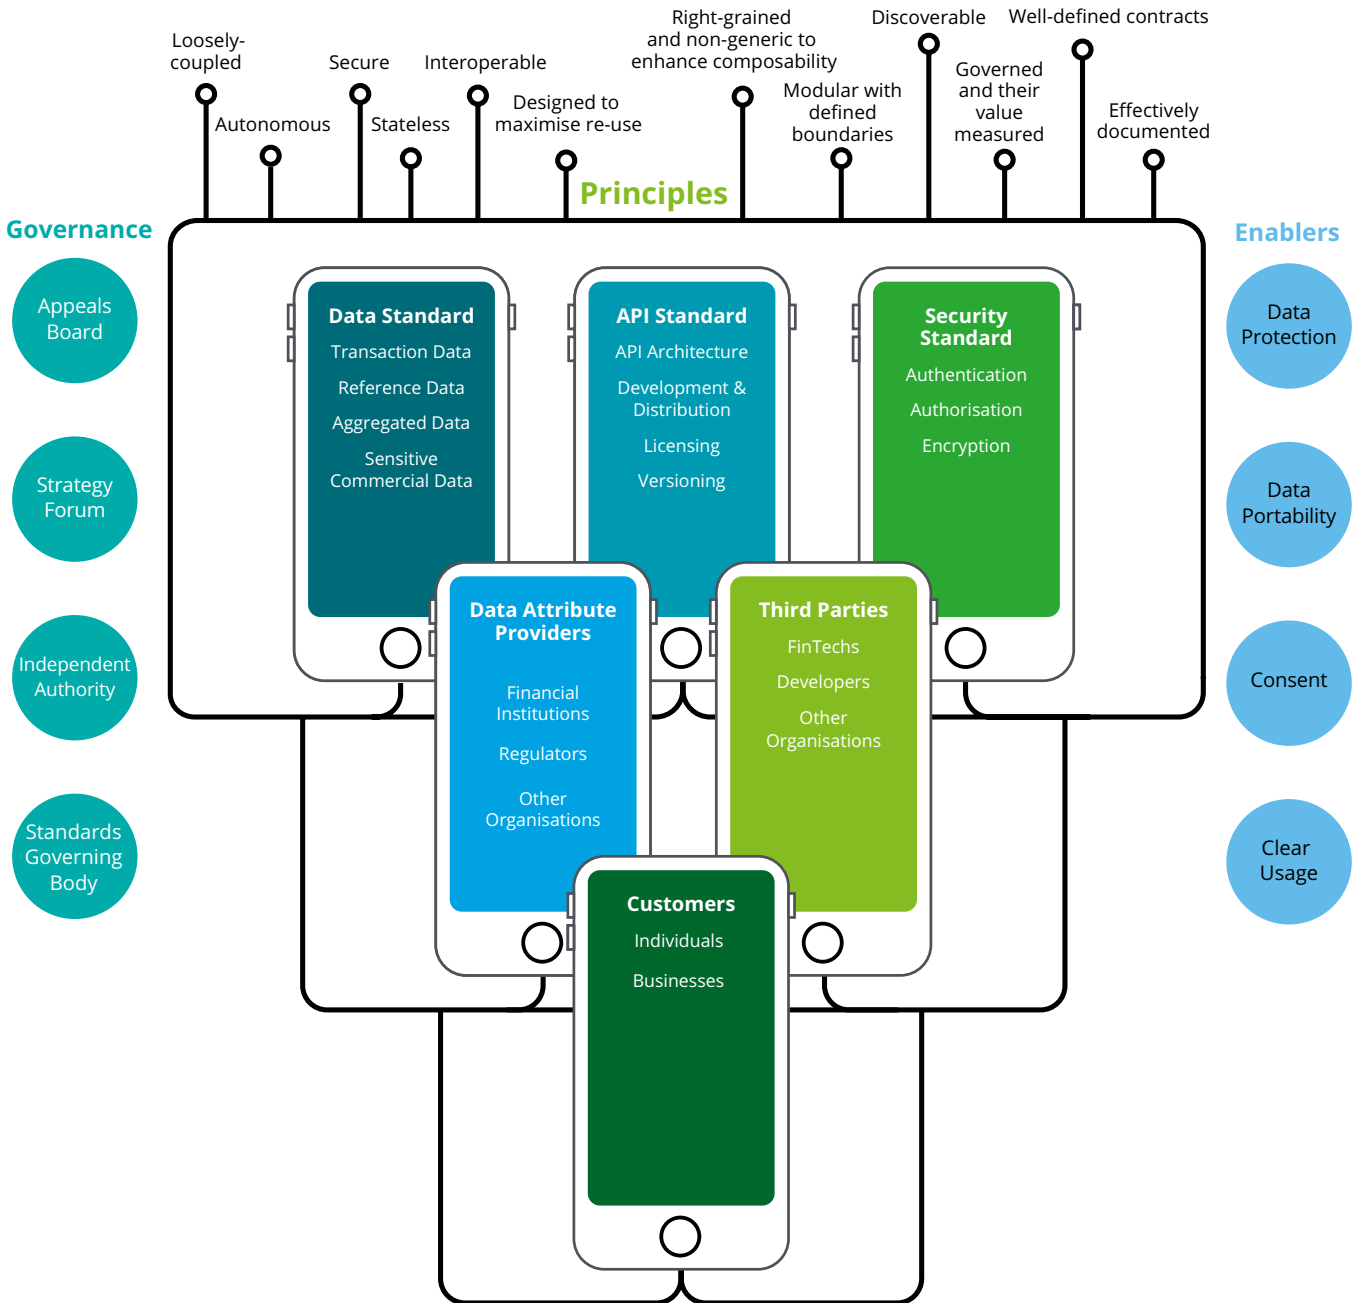 Loosely-
coupled
Autonomous
Secure
Stateless
Interoperable
Designed to
maximise re-use
Right-grained
and non-generic to
enhance composability
Modular with
defined
boundaries
Discoverable
Governed
and their
value
measured
Well-defined contracts
Effectively
documented
Principles
Governance
Appeals
Board
Strategy
Forum
Independent
Authority
Standards
Governing
Body
Data Standard
Transaction Data
Reference Data
Aggregated Data
Sensitive
Commercial Data
API Standard
API Architecture
Development &
Distribution
Licensing
Versioning
Security
Standard
Authentication
Authorisation
Encryption
Data Attribute
Providers
Financial
Institutions
Regulators
Other
Organisations
Third Parties
FinTechs
Developers
Other
Organisations
Customers
Individuals
Businesses
Enablers
Data
Protection
Data
Portability
Consent
Clear
Usage